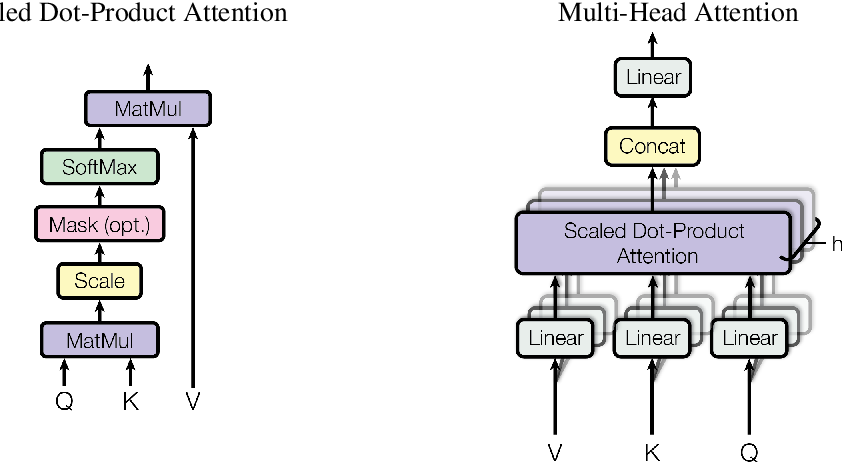 led Dot-Product Attention
MatMul
SoftMax
Mask (opt.)
Scale
MatMul
Q K V
Multi-Head Attention
Linear
Concat
Scaled Dot-Product
Attention
h
Linear Linear Linear
V K Q